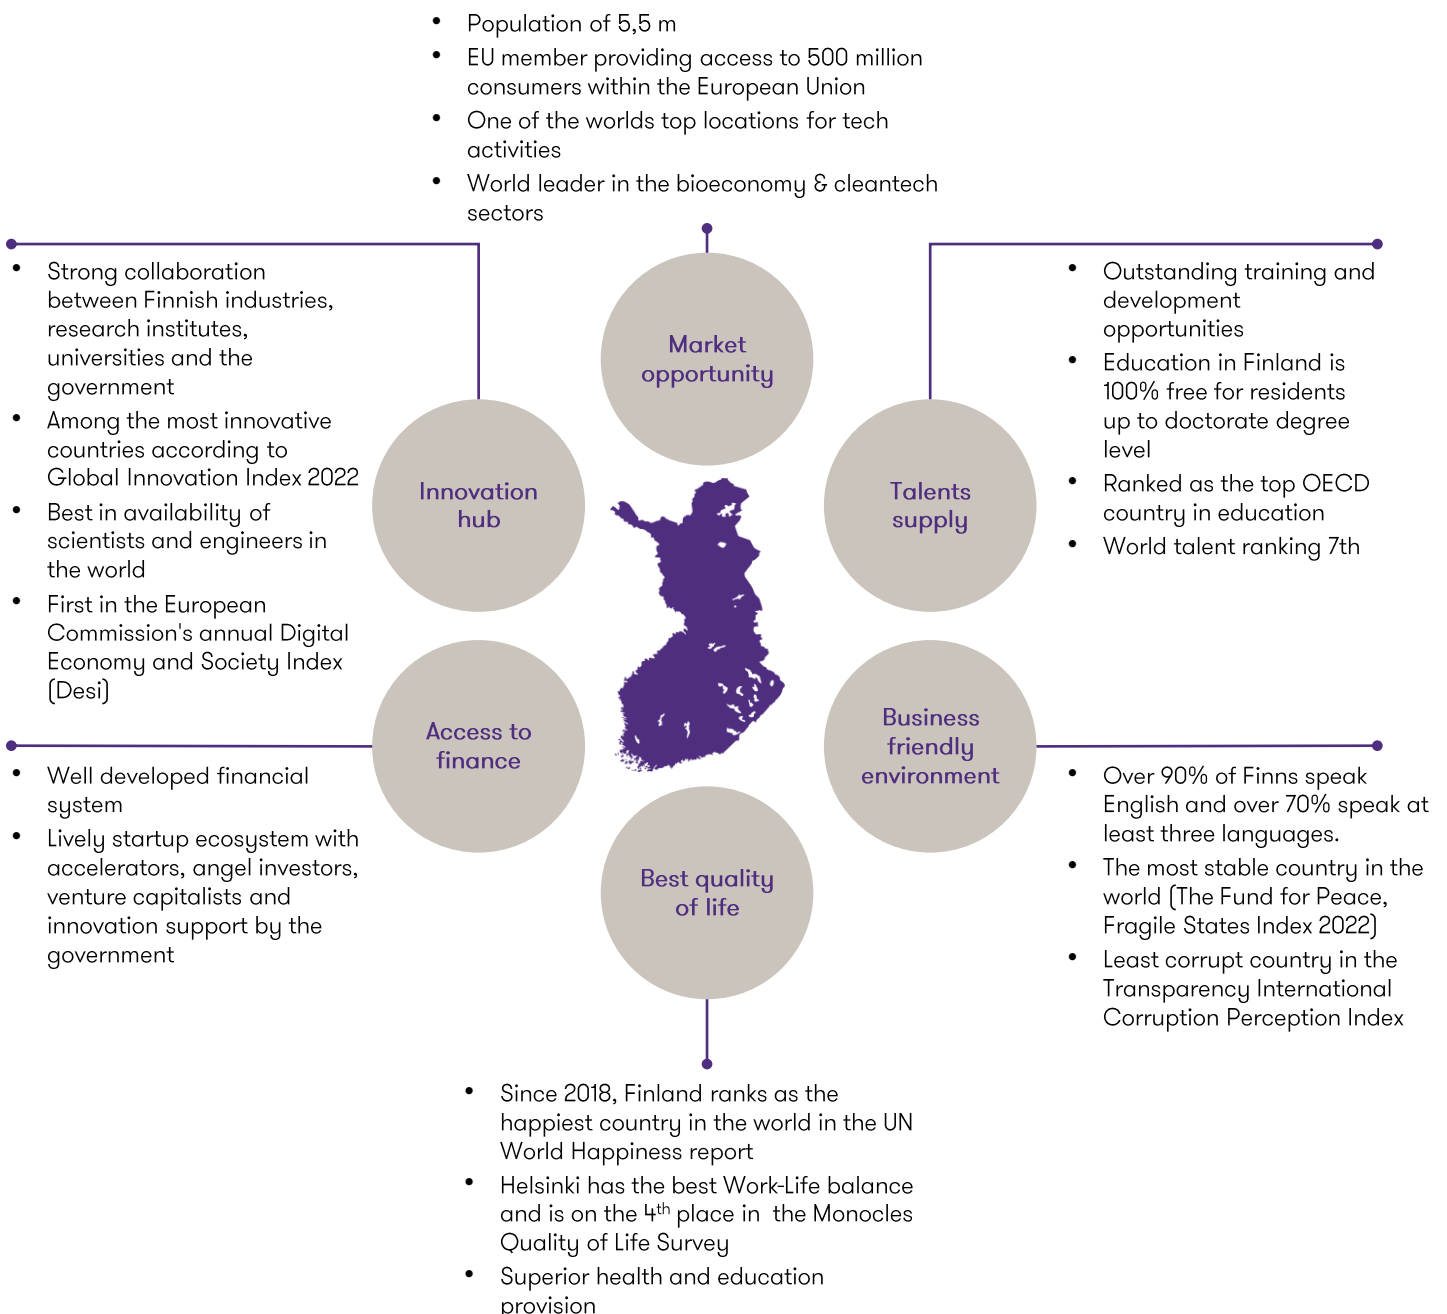 • Population of 5,5 m
• EU member providing access to 500 million
consumers within the European Union
• One of the worlds top locations for tech
activities
• World leader in the bioeconomy & cleantech
sectors
Market
opportunity
• Strong collaboration
between Finnish industries,
research institutes,
universities and the
government
• Among the most innovative
countries according to
Global Innovation Index 2022
• Best in availability of
scientists and engineers in
the world
• First in the European
Commission's annual Digital
Economy and Society Index
(Desi)
Innovation
hub
Talents
supply
• Outstanding training and
development
opportunities
• Education in Finland is
100% free for residents
up to doctorate degree
level
• Ranked as the top OECD
country in education
• World talent ranking 7th
Access to
finance
• Well developed financial
system
• Lively startup ecosystem with
accelerators, angel investors,
venture capitalists and
innovation support by the
government
Business
friendly
environment
• Over 90% of Finns speak
English and over 70% speak at
least three languages.
• The most stable country in the
world (The Fund for Peace,
Fragile States Index 2022)
• Least corrupt country in the
Transparency International
Corruption Perception Index
Best quality
of life
• Since 2018, Finland ranks as the
happiest country in the world in the UN
World Happiness report
• Helsinki has the best Work-Life balance
and is on the 4th place in the Monocles
Quality of Life Survey
• Superior health and education
provision